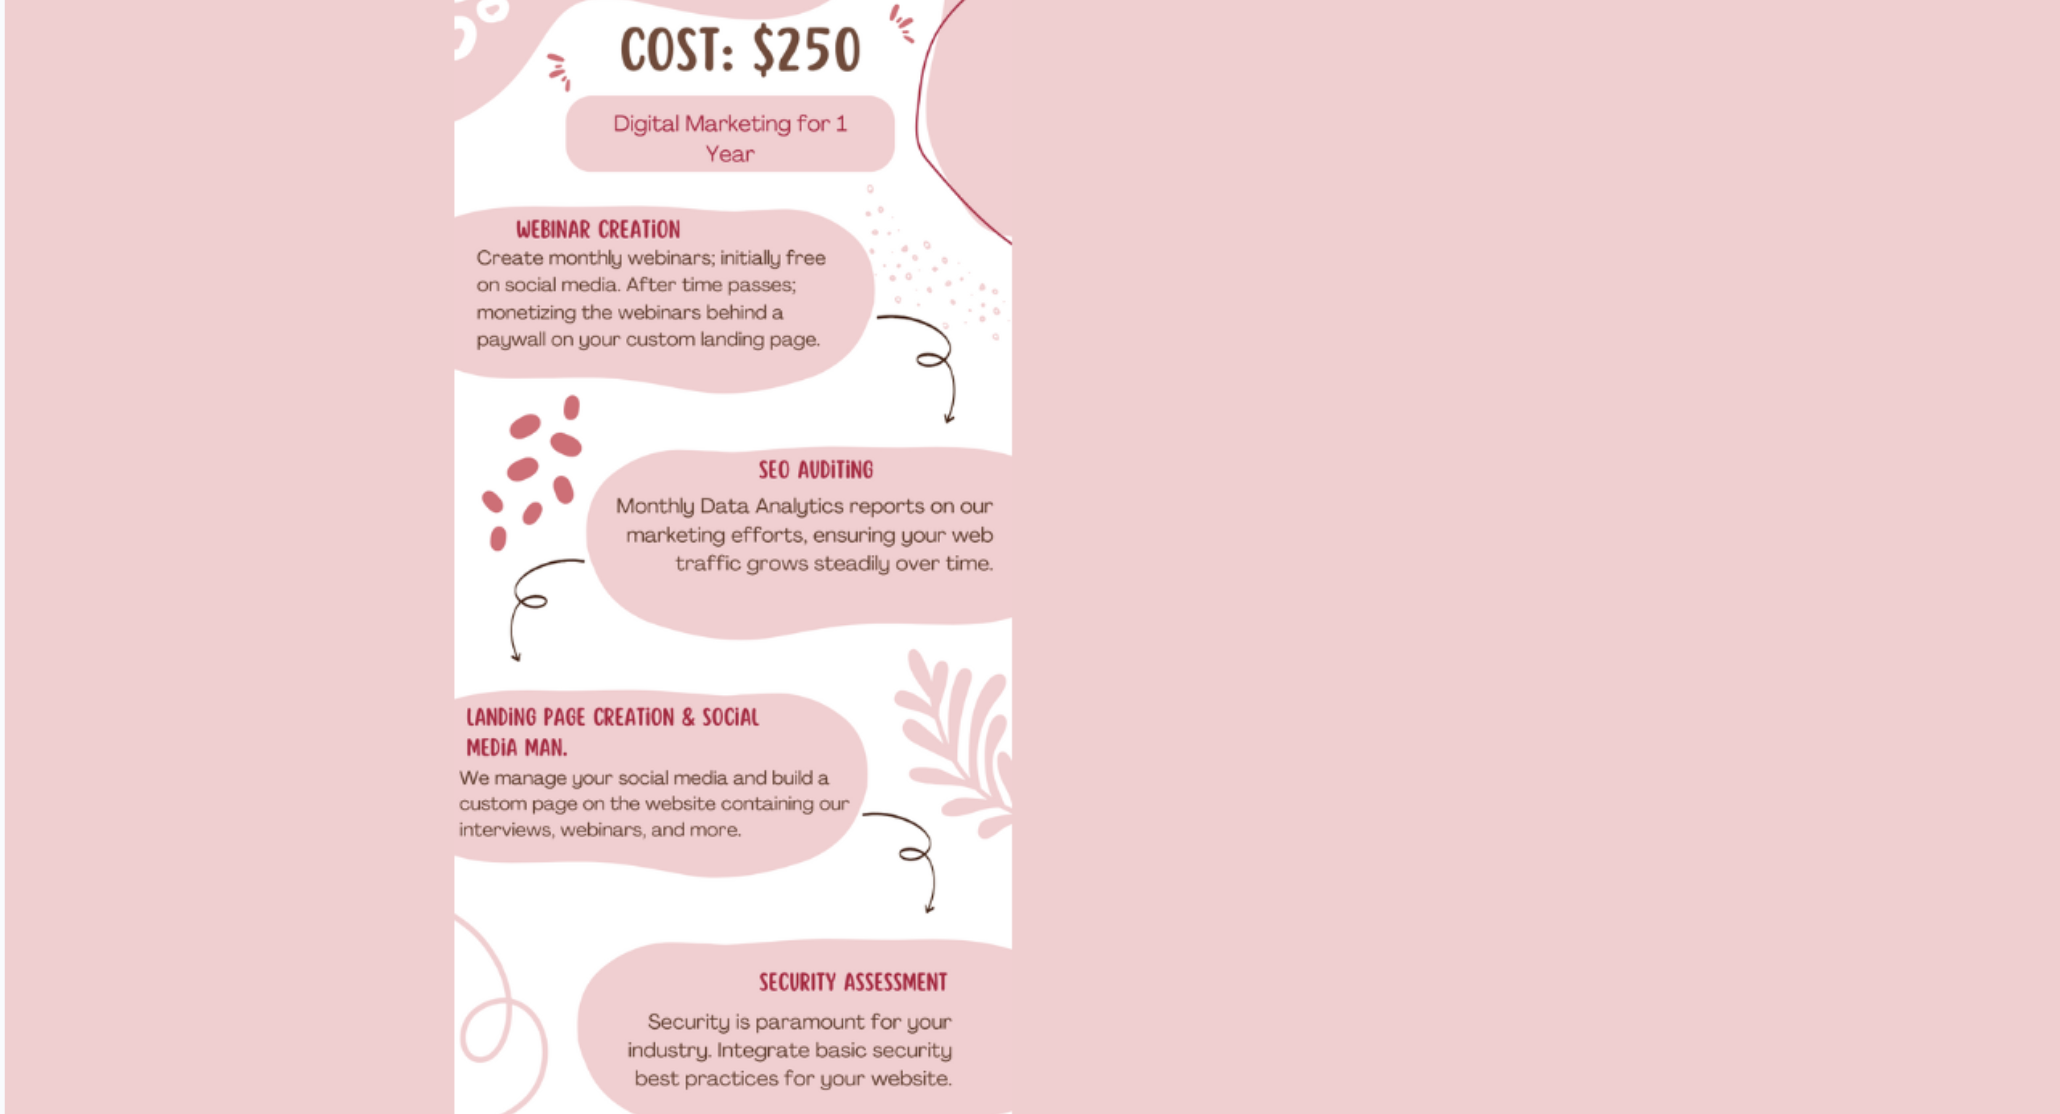 COST: $250
Digital Marketing for 1
Year
WEBINAR CREATION
Create monthly webinars; initially free
on social media. After time passes;
monetizing the webinars behind a
paywall on your custom landing page.
SEO AUDITING
Monthly Data Analytics reports on our
marketing efforts, ensuring your web
traffic grows steadily over time.
LANDING PAGE CREATION & SOCIAL
MEDIA MAN.
We manage your social media and build a
custom page on the website containing our
interviews, webinars, and more.
SECURITY ASSESSMENT
Security is paramount for your
industry. Integrate basic security
best practices for your website.